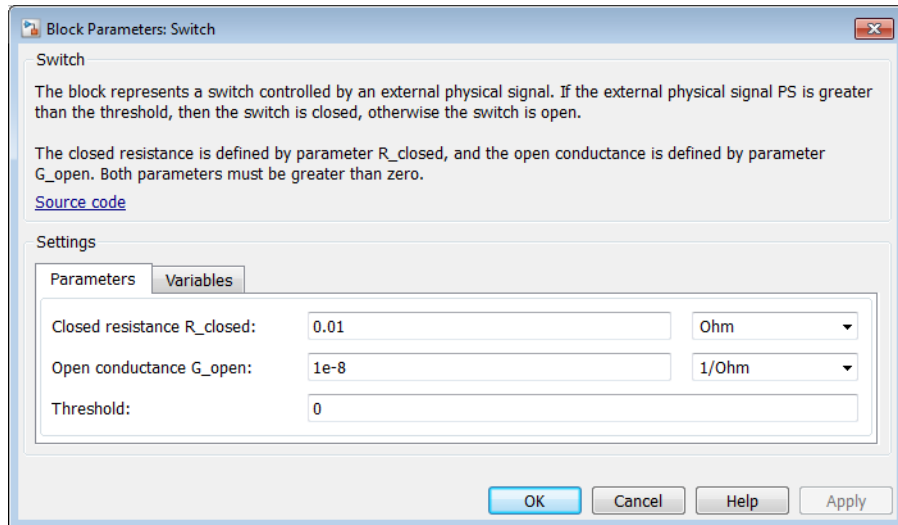 Block Parameters: Switch
Switch
The block represents a switch controlled by an external physical signal. If the external physical signal PS is greater
than the threshold, then the switch is closed, otherwise the switch is open.
The closed resistance is defined by parameter R_closed, and the open conductance is defined by parameter
G_open. Both parameters must be greater than zero.
Source code
Settings
Parameters Variables
Closed resistance R_closed: 0.01 Ohm
Open conductance G_open: 1e-8 1/Ohm
Threshold: 0
OK Cancel Help Apply